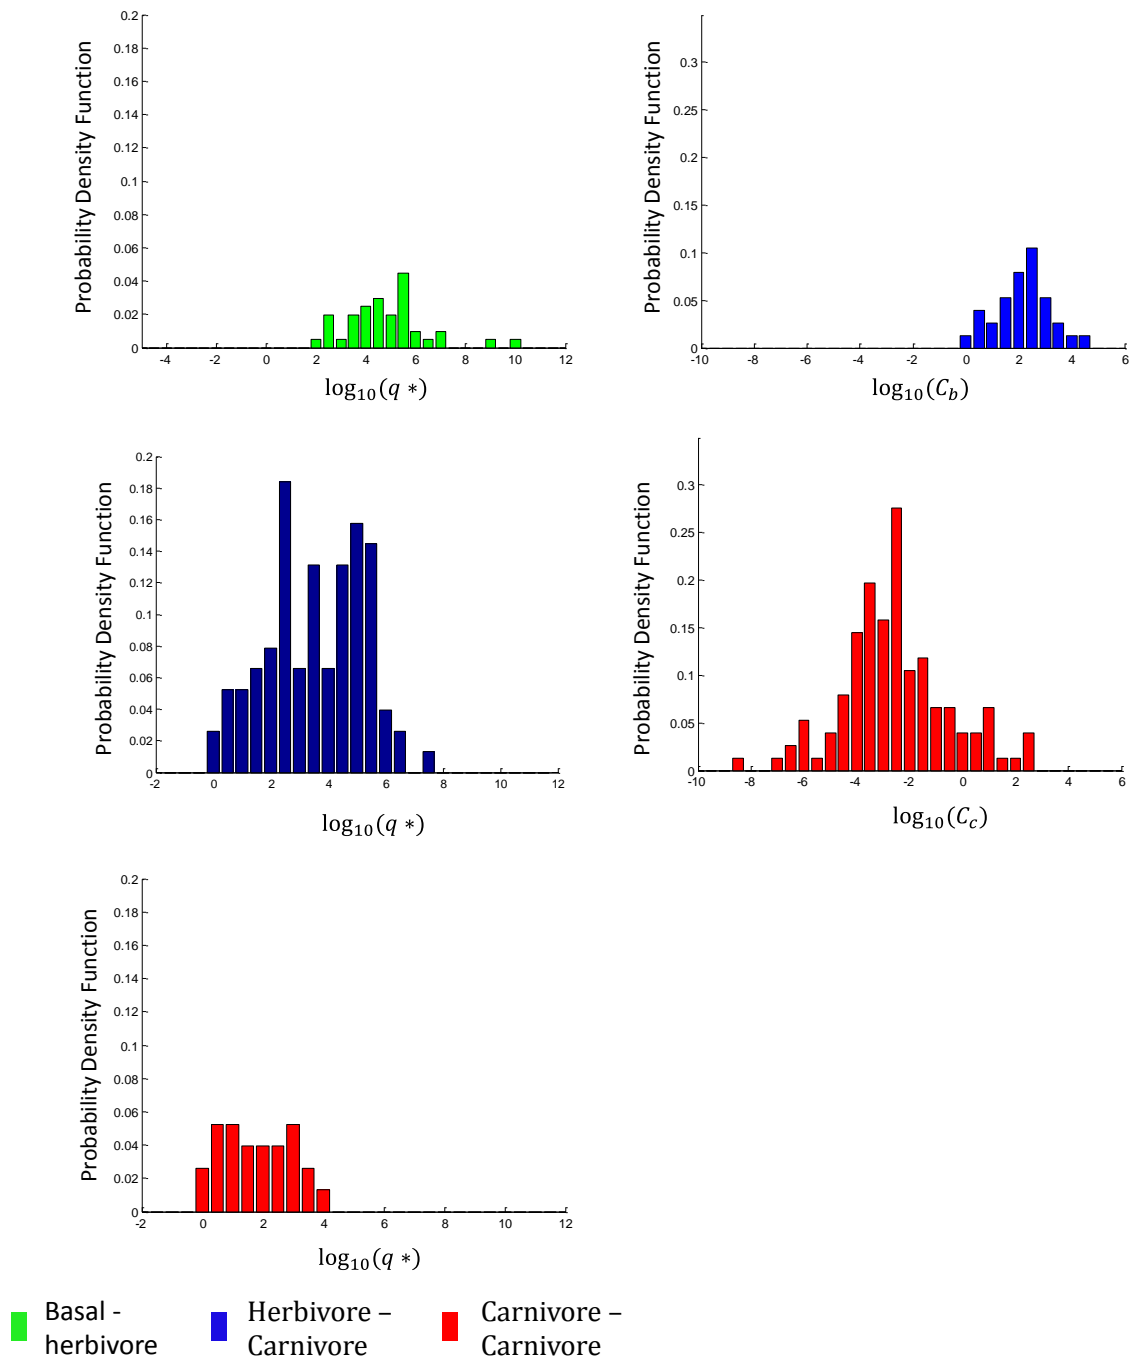 Probability Density Function
0.2
0.18
0.16
0.14
0.12
0.1
0.08
0.06
0.04
0.02
0
-4 -2 0 2 4 6 8 10 12
log₁₀(q *)
Probability Density Function
0.3
0.25
0.2
0.15
0.1
0.05
0
-10 -8 -6 -4 -2 0 2 4 6
log₁₀(C_b)
Probability Density Function
0.2
0.18
0.16
0.14
0.12
0.1
0.08
0.06
0.04
0.02
0
-2 0 2 4 6 8 10 12
log₁₀(q *)
Probability Density Function
0.3
0.25
0.2
0.15
0.1
0.05
0
-10 -8 -6 -4 -2 0 2 4 6
log₁₀(C_c)
Probability Density Function
0.2
0.18
0.16
0.14
0.12
0.1
0.08
0.06
0.04
0.02
0
-2 0 2 4 6 8 10 12
log₁₀(q *)
Basal -
herbivore
Herbivore –
Carnivore
Carnivore –
Carnivore